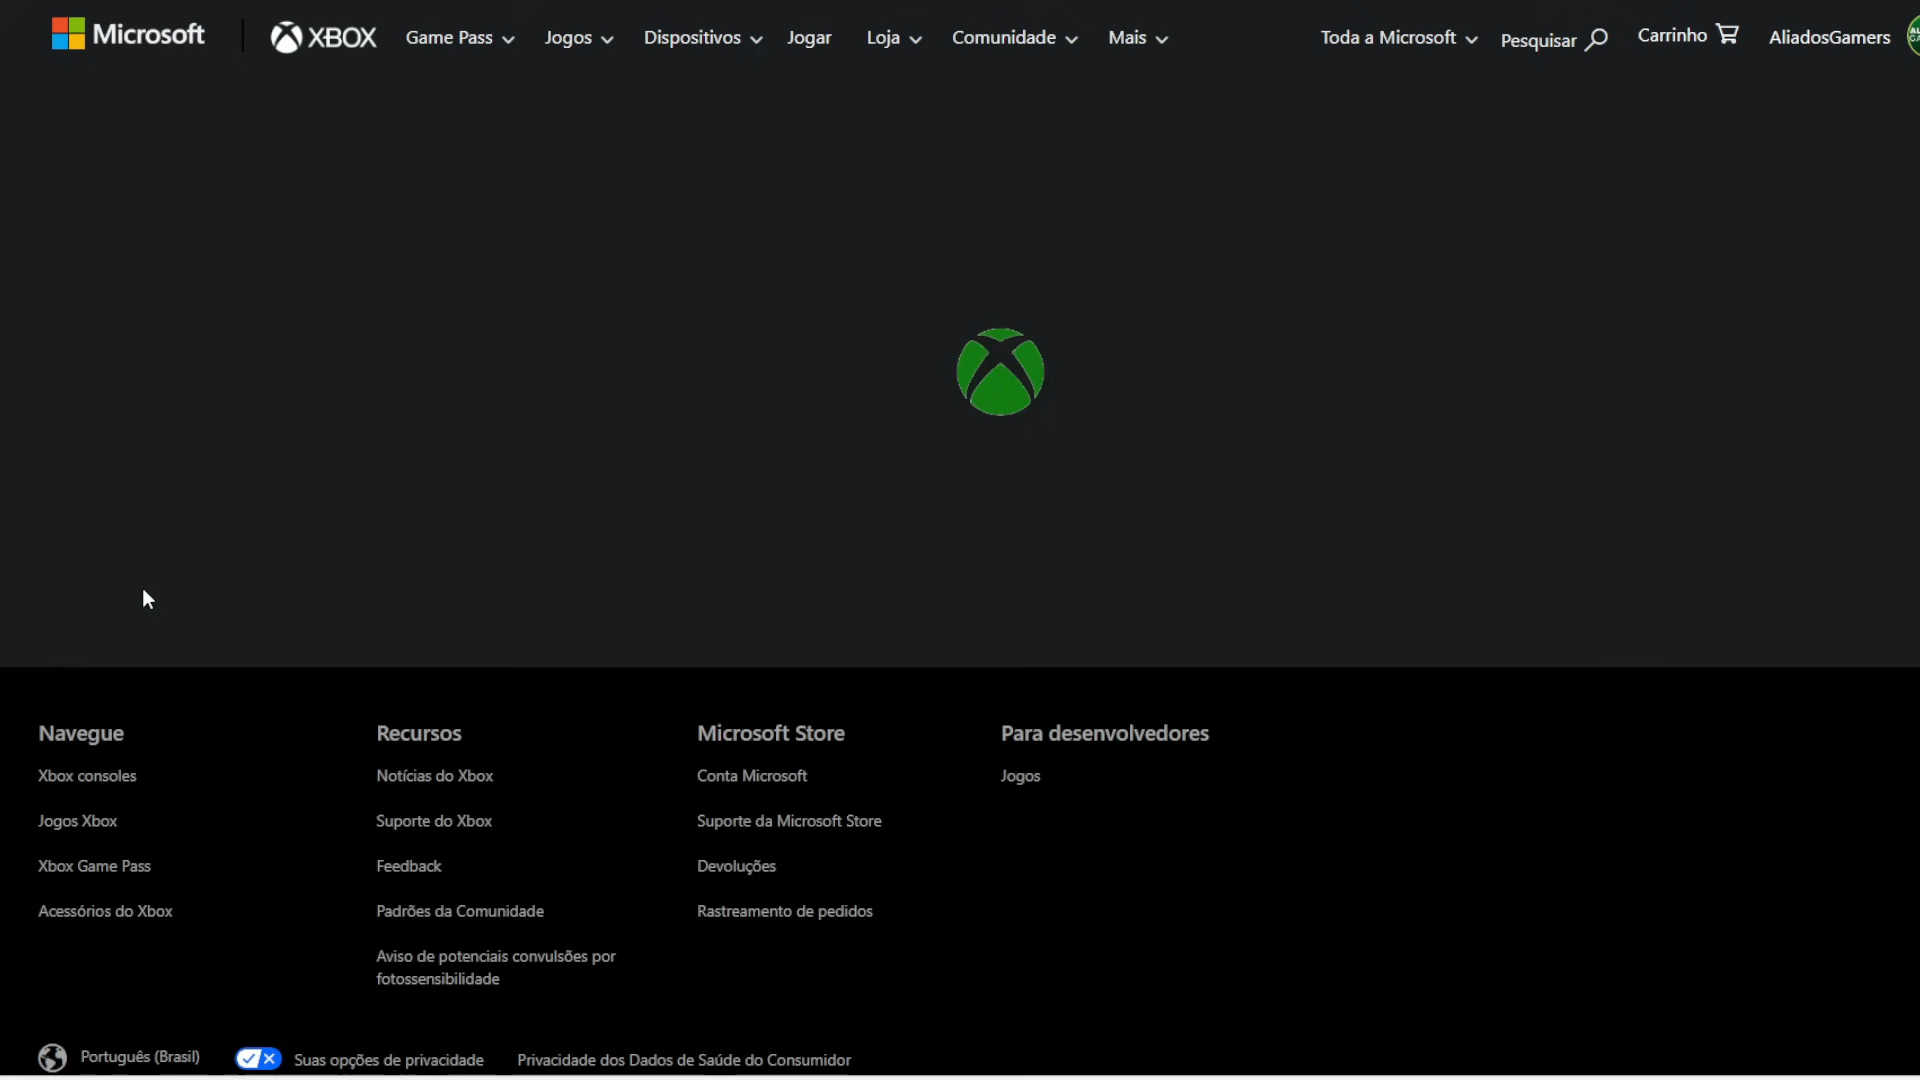 Microsoft
XBOX
Game Pass
Jogos
Dispositivos
Jogar
Loja
Comunidade
Mais
Toda a Microsoft
Pesquisar
Carrinho
AliadosGamers
Navegue
Xbox consoles
Jogos Xbox
Xbox Game Pass
Acessórios do Xbox
Recursos
Notícias do Xbox
Suporte do Xbox
Feedback
Padrões da Comunidade
Aviso de potenciais convulsões por
fotossensibilidade
Microsoft Store
Conta Microsoft
Suporte da Microsoft Store
Devoluções
Rastreamento de pedidos
Para desenvolvedores
Jogos
Português (Brasil)
Suas opções de privacidade
Privacidade dos Dados de Saúde do Consumidor